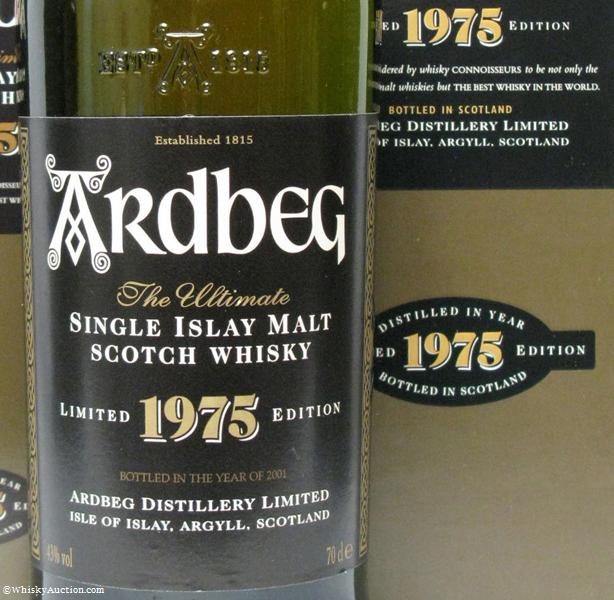 ESTD A 1815
Established 1815
ARDBEG
The Ultimate
SINGLE ISLAY MALT
SCOTCH WHISKY
LIMITED 1975 EDITION
BOTTLED IN THE YEAR OF 2001
ARDBEG DISTILLERY LIMITED
ISLE OF ISLAY, ARGYLL, SCOTLAND
43% vol
70 cl e
1975 EDITION
by whisky CONNOISSEURS to be not only the
malt whiskies but THE BEST WHISKY IN THE WORLD.
BOTTLED IN SCOTLAND
DISTILLERY LIMITED
OF ISLAY, ARGYLL, SCOTLAND
DISTILLED IN YEAR
1975 EDITION
BOTTLED IN SCOTLAND
©WhiskyAuction.com